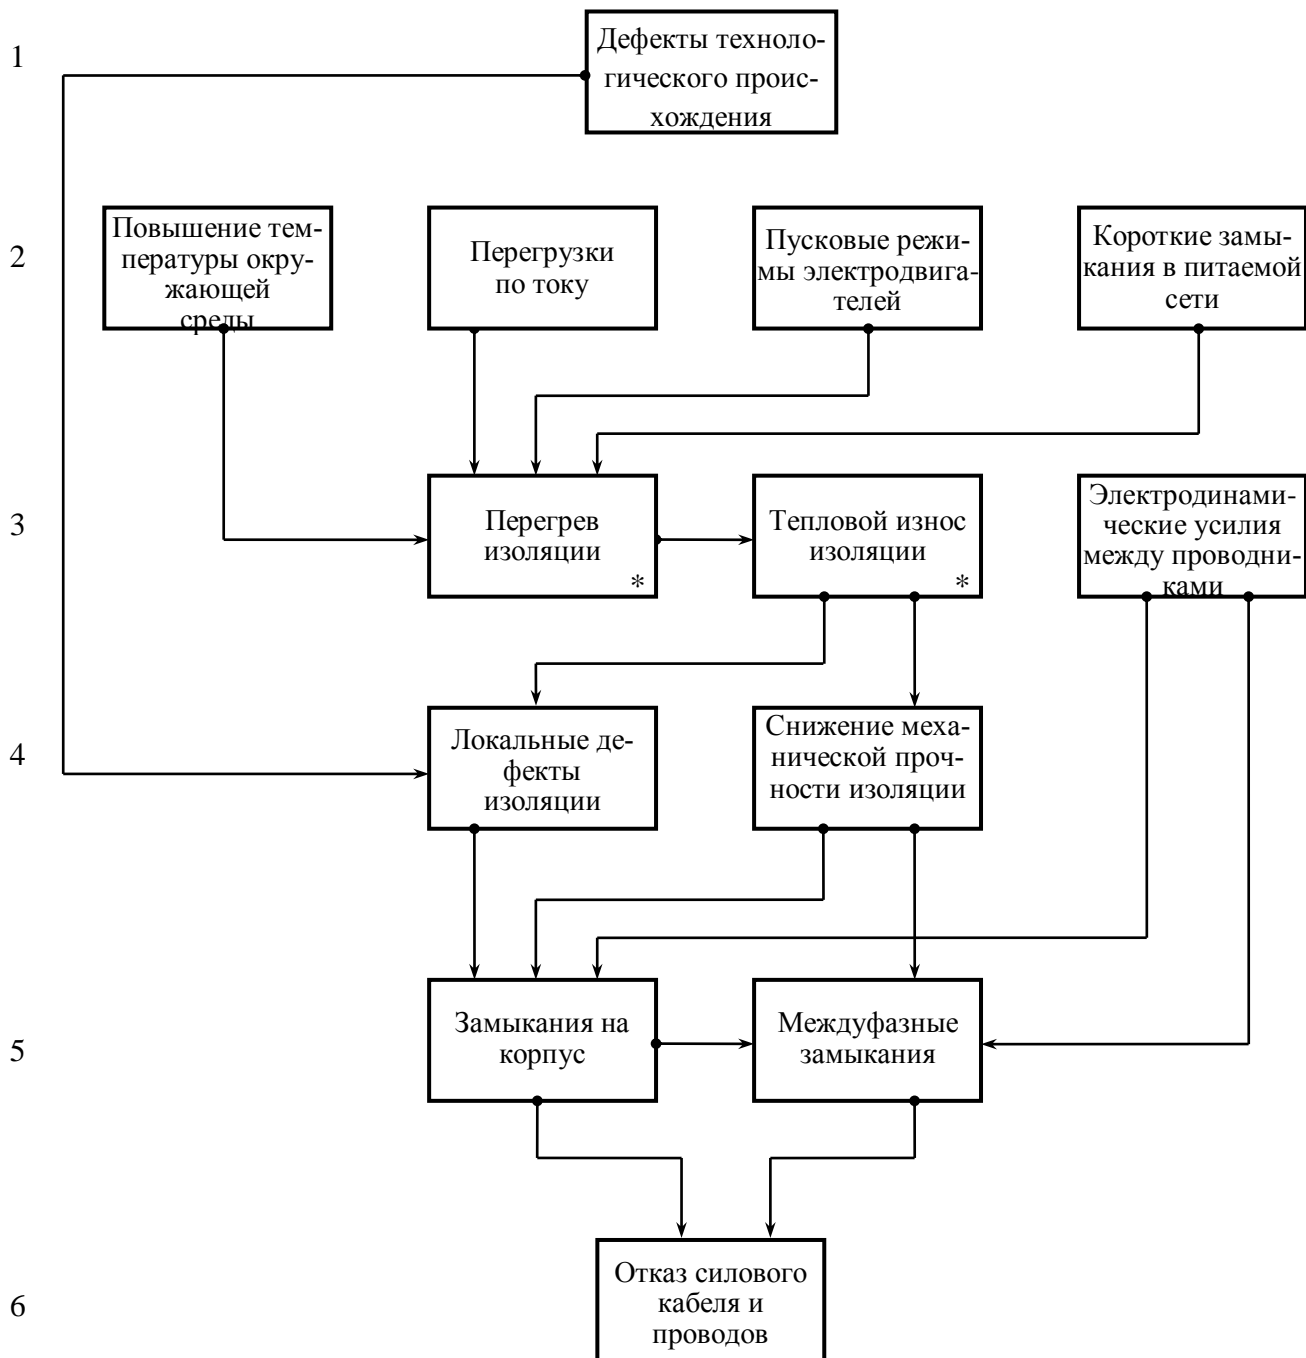 1
Дефекты техноло-
гического проис-
хождения
2
Повышение тем-
пературы окру-
жающей
среды
Перегрузки
по току
Пусковые режи-
мы электродвига-
телей
Короткие замы-
кания в питаемой
сети
3
Перегрев
изоляции
*
Тепловой износ
изоляции
*
Электродинами-
ческие усилия
между проводни-
ками
4
Локальные де-
фекты
изоляции
Снижение меха-
нической проч-
ности изоляции
5
Замыкания на
корпус
Междуфазные
замыкания
6
Отказ силового
кабеля и
проводов